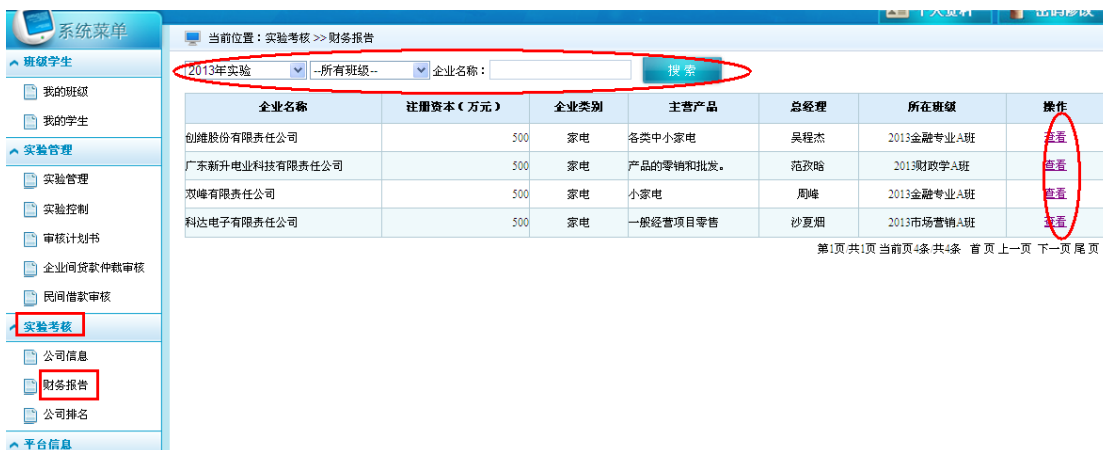 个人资料 密码修改
系统菜单
当前位置：实验考核>>财务报告
班级学生
我的班级
我的学生
实验管理
实验管理
实验控制
审核计划书
企业间贷款仲裁审核
民间借款审核
实验考核
公司信息
财务报告
公司排名
平台信息
2013年实验 --所有班级-- 企业名称： 搜索
企业名称 注册资本（万元） 企业类别 主营产品 总经理 所在班级 操作
创维股份有限责任公司 500 家电 各类中小家电 吴程杰 2013金融专业A班 查看
广东新升电业科技有限责任公司 500 家电 产品的零销和批发。 范孜晗 2013财政学A班 查看
双峰有限责任公司 500 家电 小家电 周峰 2013金融专业A班 查看
科达电子有限责任公司 500 家电 一般经营项目零售 沙夏烟 2013市场营销A班 查看
第1页/共1页 当前页4条/共4条 首页 上一页 下一页 尾页